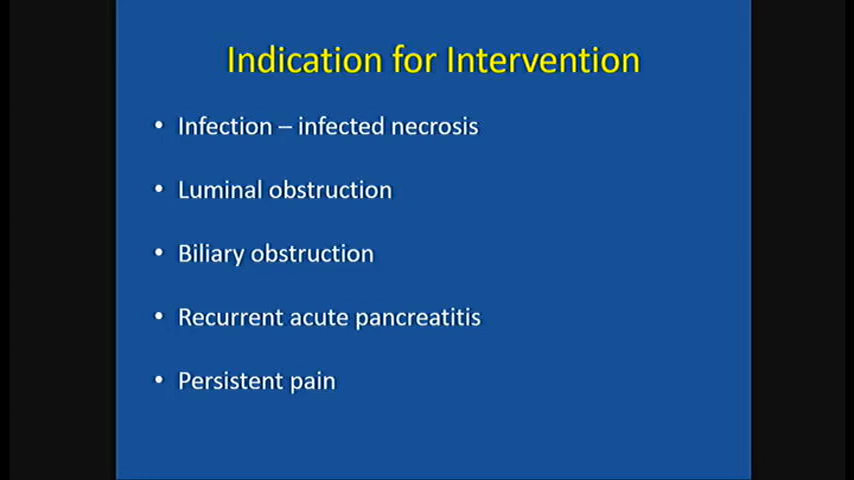 Indication for Intervention
• Infection – infected necrosis
• Luminal obstruction
• Biliary obstruction
• Recurrent acute pancreatitis
• Persistent pain